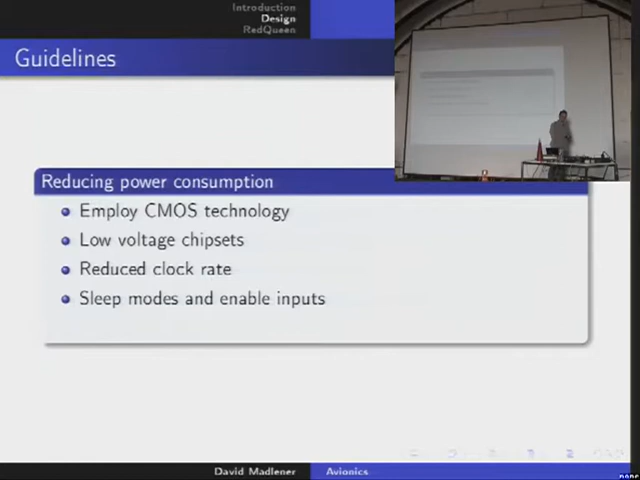 Introduction
Design
RedQueen
Guidelines
Reducing power consumption
Employ CMOS technology
Low voltage chipsets
Reduced clock rate
Sleep modes and enable inputs
David Madlener
Avionics